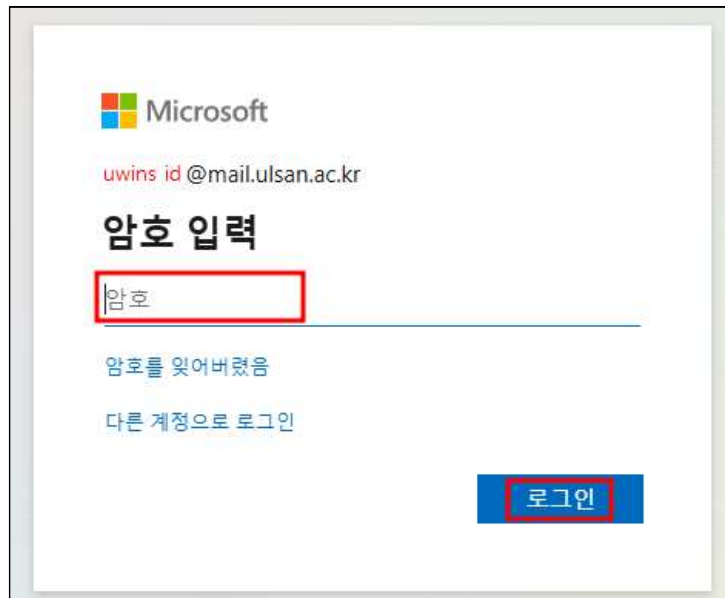 Microsoft
uwins id @mail.ulsan.ac.kr
암호 입력
암호
암호를 잊어버렸음
다른 계정으로 로그인
로그인